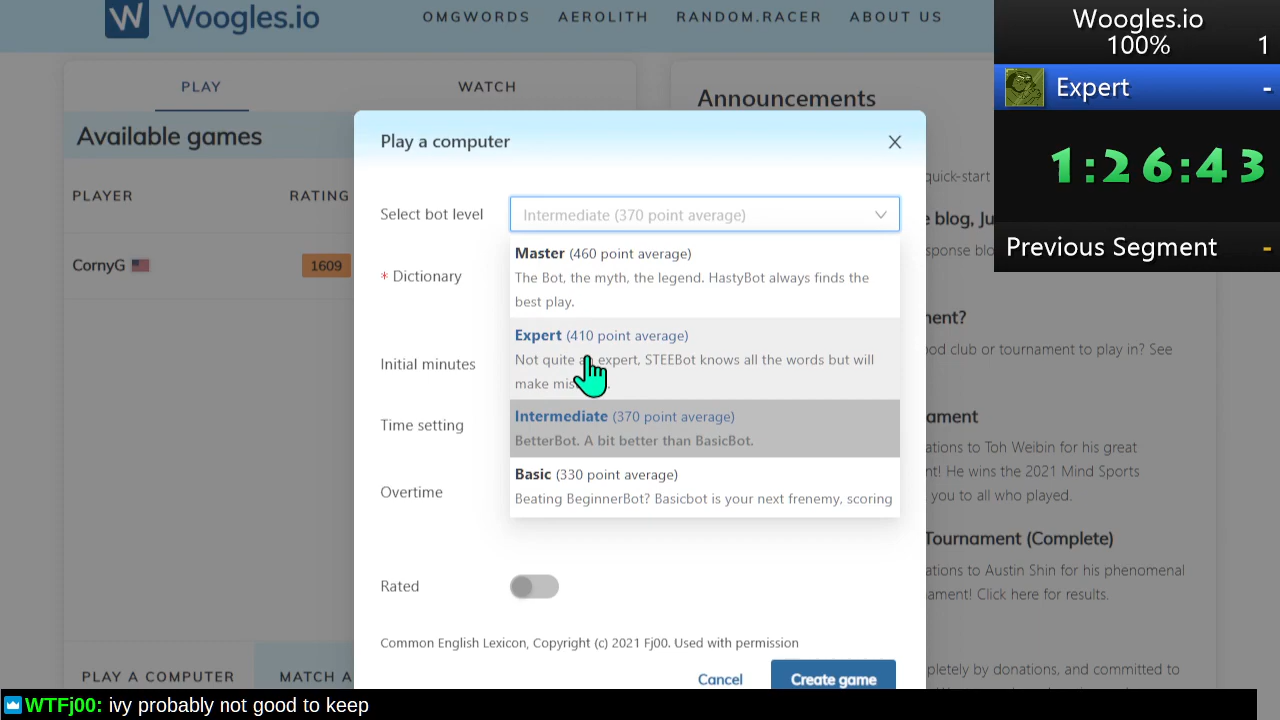 Woogles.io
OMGWORDS
AEROLITH
RANDOM.RACER
ABOUT US
Woogles.io
100%
1
Expert
-
1:26:43
Previous Segment
-
PLAY
WATCH
Available games
PLAYER
RATING
CornyG
1609
Announcements
quick-start
e blog, Ju
sponse blog
ment?
od club or tournament to play in? See
ament
ations to Toh Weibin for his great
nt! He wins the 2021 Mind Sports
you to all who played.
Tournament (Complete)
ations to Austin Shin for his phenomenal
nament! Click here for results.
pletely by donations, and committed to
Play a computer
Select bot level
Intermediate (370 point average)
Master (460 point average)
The Bot, the myth, the legend. HastyBot always finds the
best play.
Expert (410 point average)
Not quite an expert, STEEBot knows all the words but will
make mis
Intermediate (370 point average)
BetterBot. A bit better than BasicBot.
Basic (330 point average)
Beating BeginnerBot? Basicbot is your next frenemy, scoring
* Dictionary
Initial minutes
Time setting
Overtime
Rated
Common English Lexicon, Copyright (c) 2021 Fj00. Used with permission
Cancel
Create game
PLAY A COMPUTER
MATCH A
WTFj00: ivy probably not good to keep